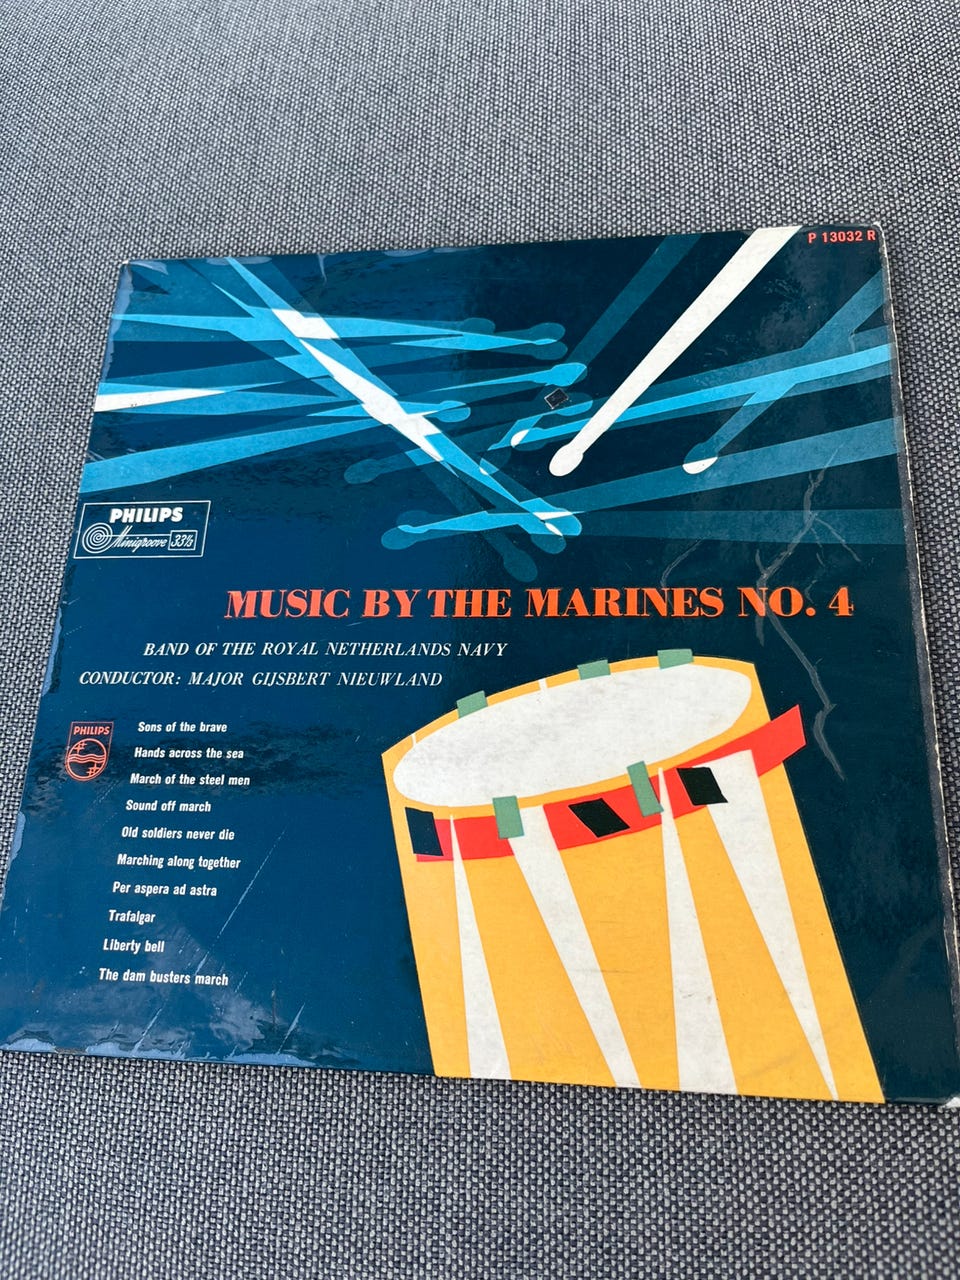 P 13032 R
PHILIPS
Minigroove 33⅓
MUSIC BY THE MARINES NO. 4
BAND OF THE ROYAL NETHERLANDS NAVY
CONDUCTOR: MAJOR GIJSBERT NIEUWLAND
PHILIPS
Sons of the brave
Hands across the sea
March of the steel men
Sound off march
Old soldiers never die
Marching along together
Per aspera ad astra
Trafalgar
Liberty bell
The dam busters march